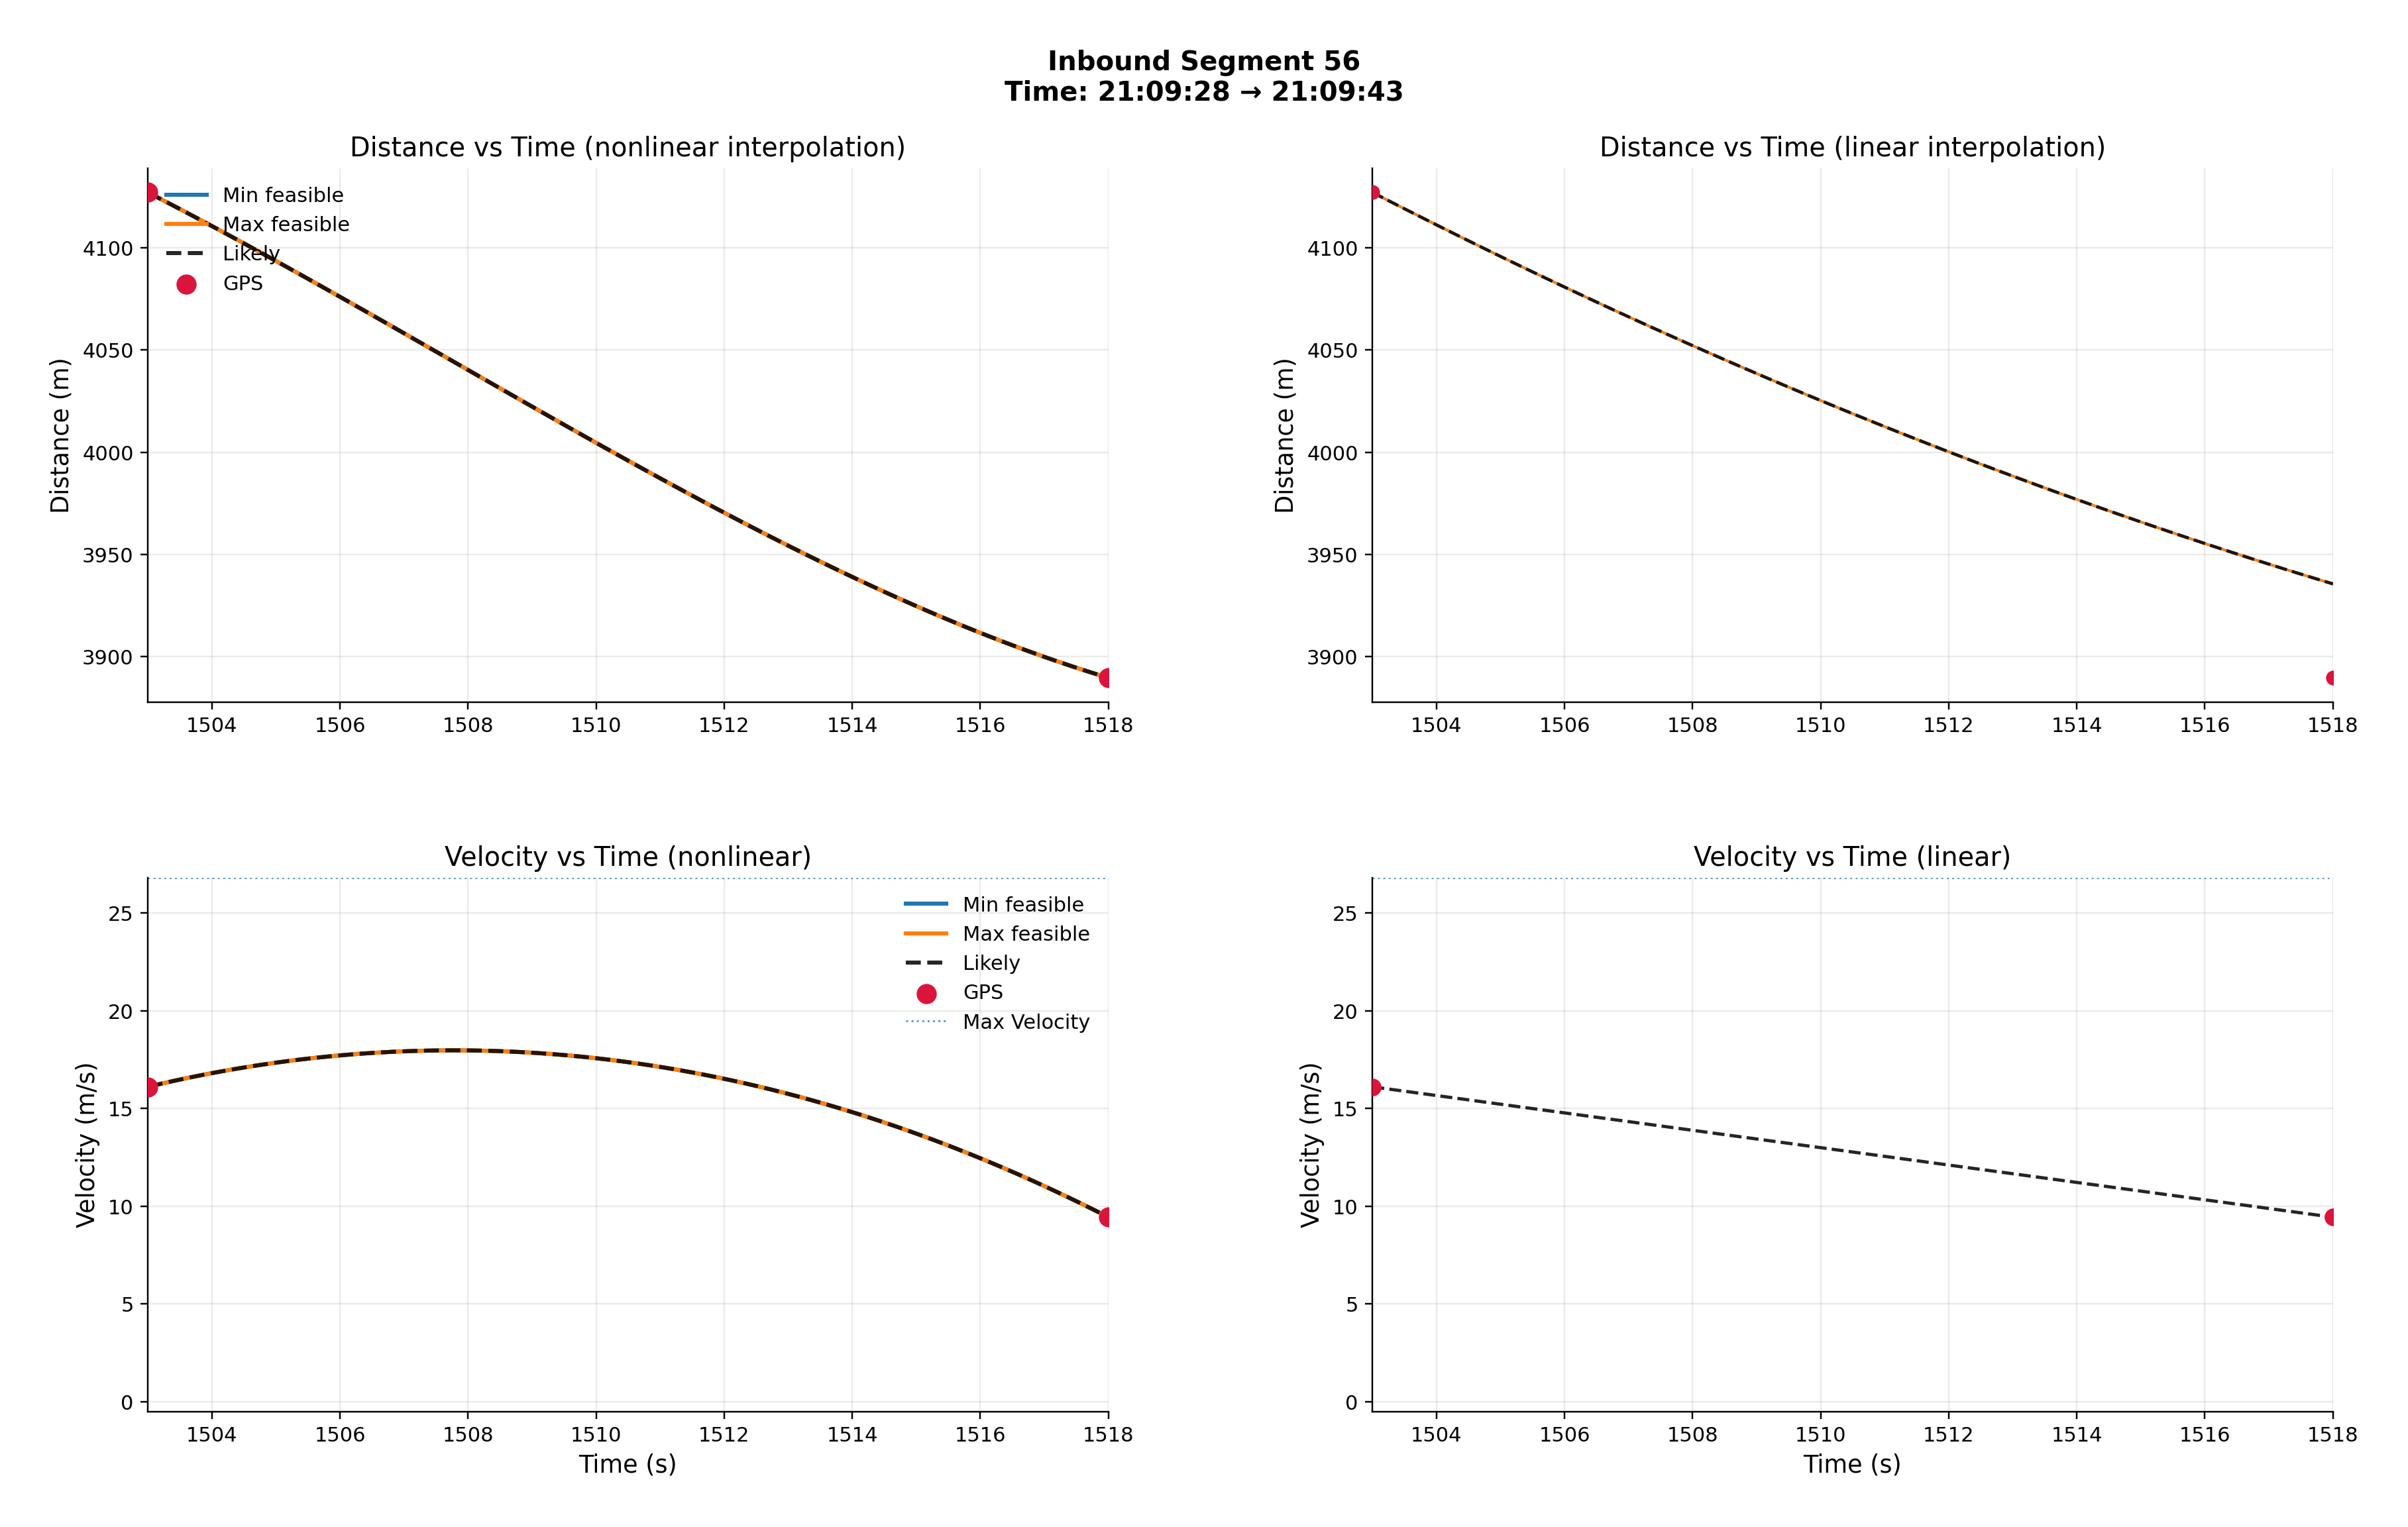 Inbound Segment 56
Time: 21:09:28 → 21:09:43
Distance vs Time (nonlinear interpolation)
Distance (m)
4100
4050
4000
3950
3900
Min feasible
Max feasible
Likely
GPS
1504 1506 1508 1510 1512 1514 1516 1518
Distance vs Time (linear interpolation)
Distance (m)
4100
4050
4000
3950
3900
1504 1506 1508 1510 1512 1514 1516 1518
Velocity vs Time (nonlinear)
Velocity (m/s)
25
20
15
10
5
0
Min feasible
Max feasible
Likely
GPS
Max Velocity
1504 1506 1508 1510 1512 1514 1516 1518
Time (s)
Velocity vs Time (linear)
Velocity (m/s)
25
20
15
10
5
0
1504 1506 1508 1510 1512 1514 1516 1518
Time (s)